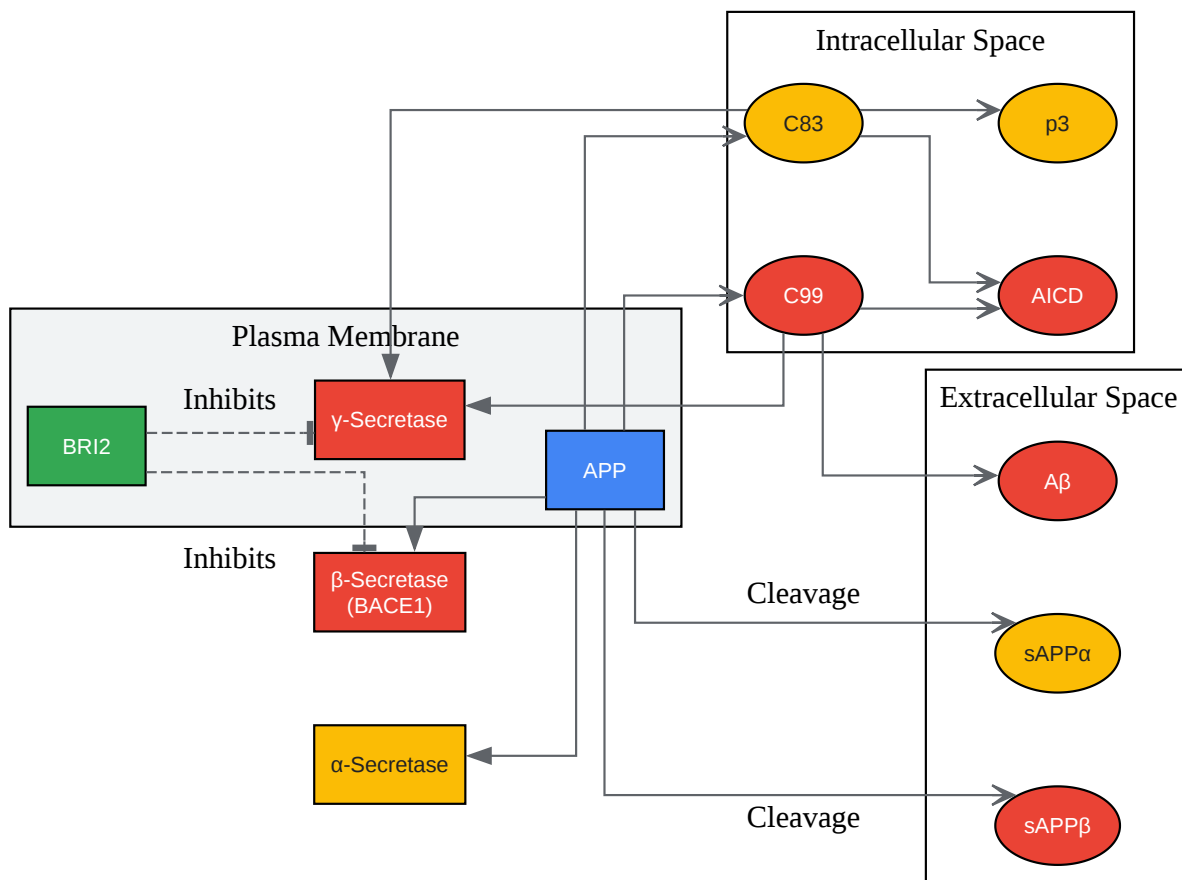 Intracellular Space
C83
p3
C99
AICD
Plasma Membrane
Inhibits
γ-Secretase
BRI2
APP
Extracellular Space
Aβ
Inhibits
β-Secretase
(BACE1)
Cleavage
sAPPα
α-Secretase
Cleavage
sAPPβ